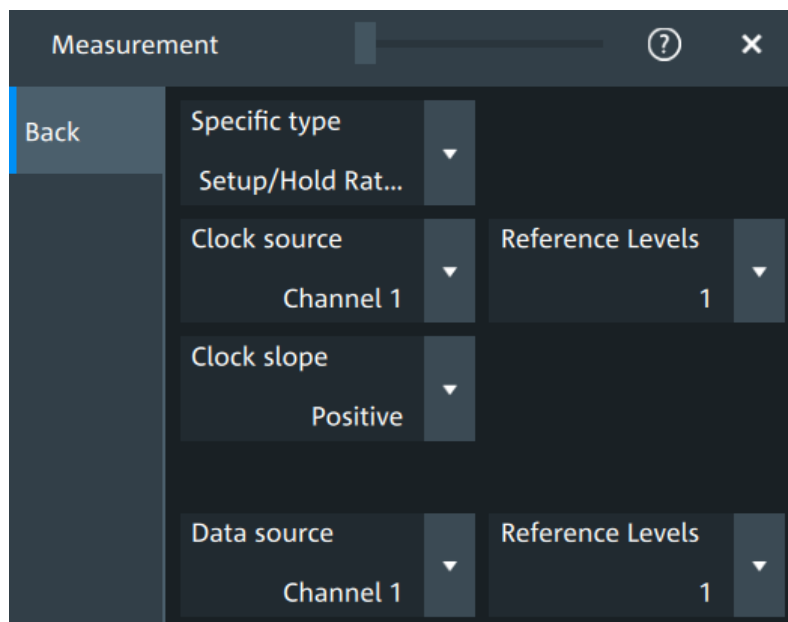 Measurement ?
Back
Specific type
Setup/Hold Rat...
Clock source
Channel 1
Reference Levels
1
Clock slope
Positive
Data source
Channel 1
Reference Levels
1